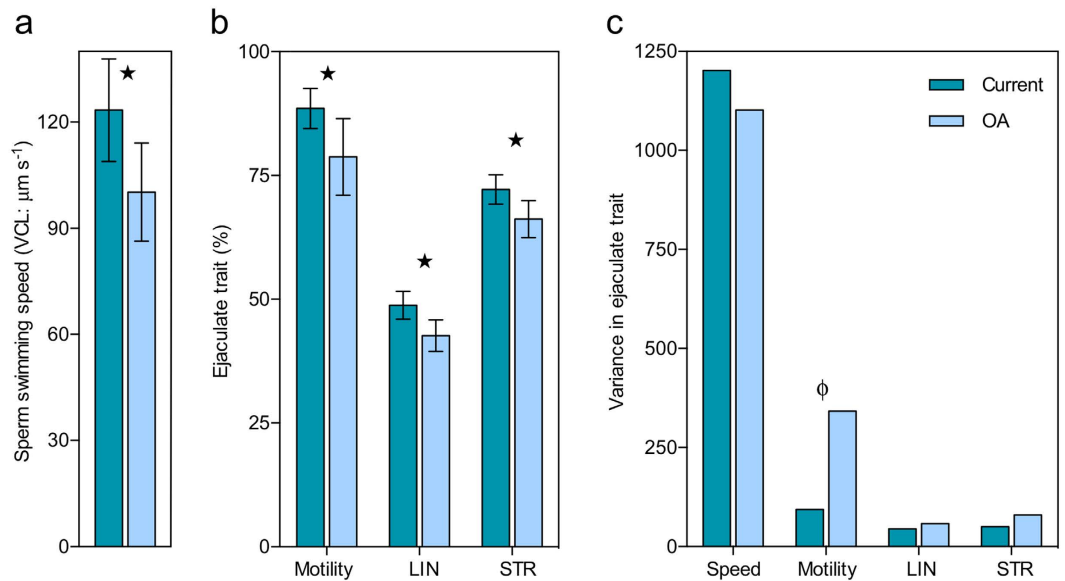 a
b
c
Sperm swimming speed (VCL: μm s⁻¹)
120
90
60
30
0
★
Ejaculate trait (%)
100
75
50
25
0
★
★
★
Motility
LIN
STR
Variance in ejaculate trait
1250
1000
750
500
250
0
Current
OA
ϕ
Speed
Motility
LIN
STR